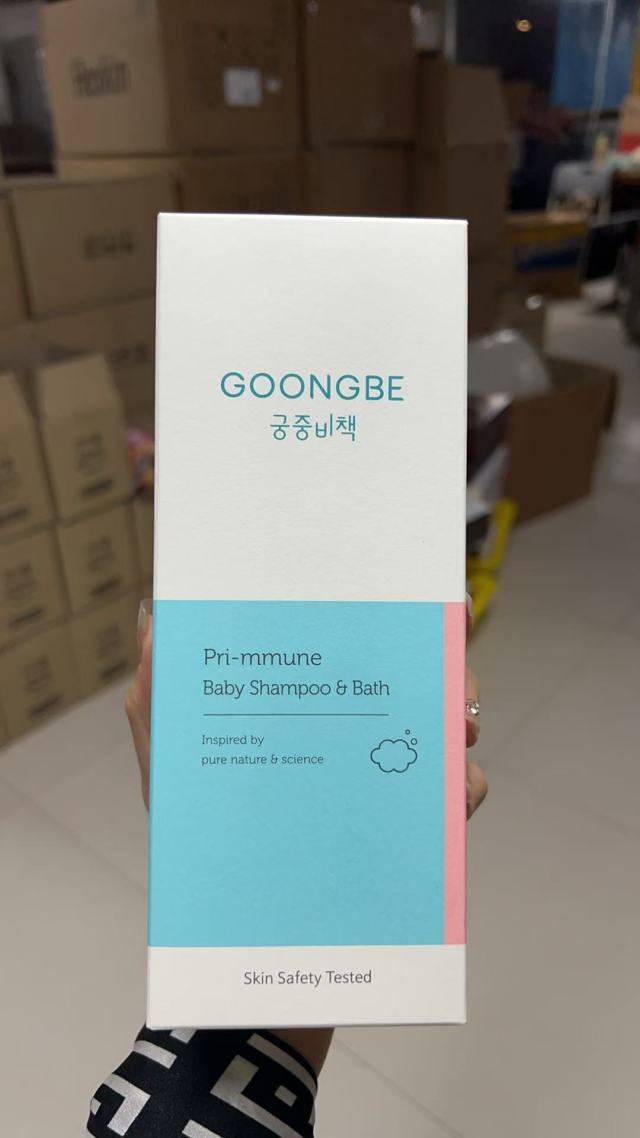 GOONGBE
궁중비책
Pri-mmune
Baby Shampoo & Bath
Inspired by
pure nature & science
Skin Safety Tested